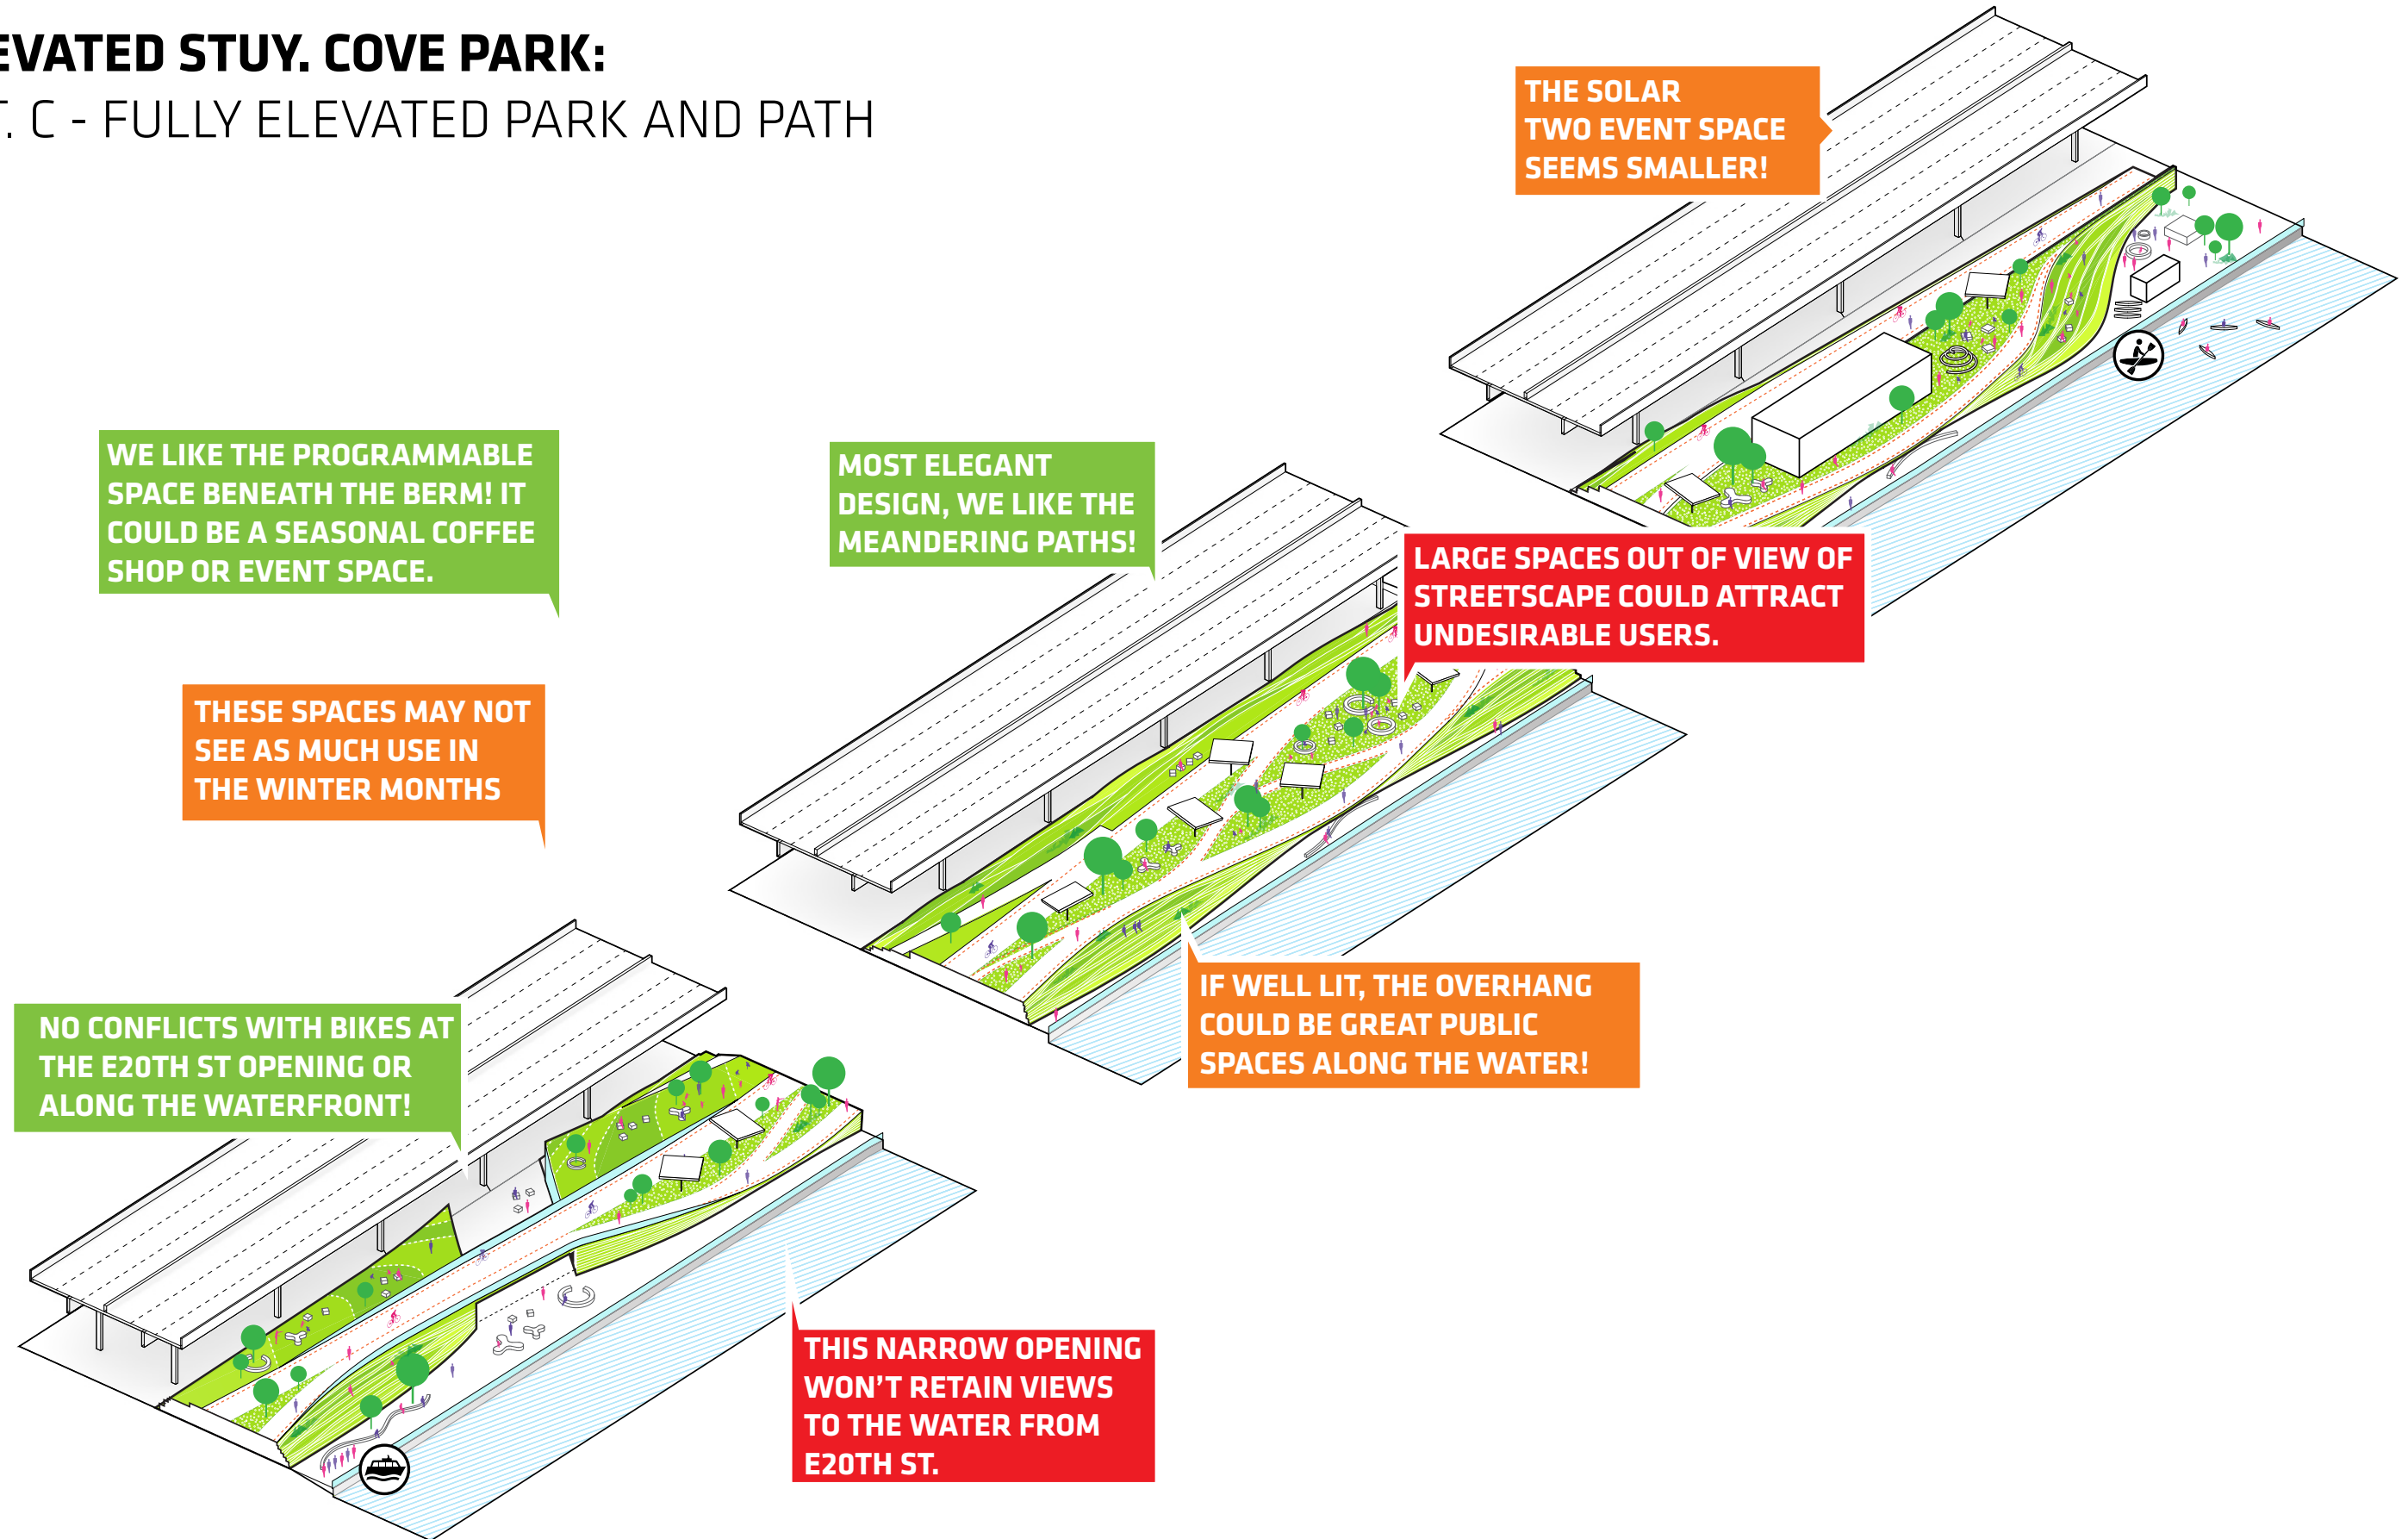 EVATED STUY. COVE PARK:
. C - FULLY ELEVATED PARK AND PATH
THE SOLAR
TWO EVENT SPACE
SEEMS SMALLER!
WE LIKE THE PROGRAMMABLE
SPACE BENEATH THE BERM! IT
COULD BE A SEASONAL COFFEE
SHOP OR EVENT SPACE.
MOST ELEGANT
DESIGN, WE LIKE THE
MEANDERING PATHS!
LARGE SPACES OUT OF VIEW OF
STREETSCAPE COULD ATTRACT
UNDESIRABLE USERS.
THESE SPACES MAY NOT
SEE AS MUCH USE IN
THE WINTER MONTHS
IF WELL LIT, THE OVERHANG
COULD BE GREAT PUBLIC
SPACES ALONG THE WATER!
NO CONFLICTS WITH BIKES AT
THE E20TH ST OPENING OR
ALONG THE WATERFRONT!
THIS NARROW OPENING
WON'T RETAIN VIEWS
TO THE WATER FROM
E20TH ST.